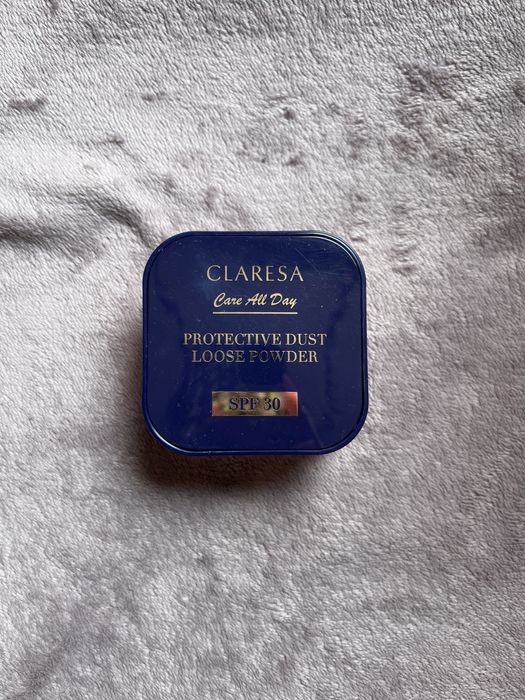 CLARESA
Care All Day
PROTECTIVE DUST
LOOSE POWDER
SPF 30